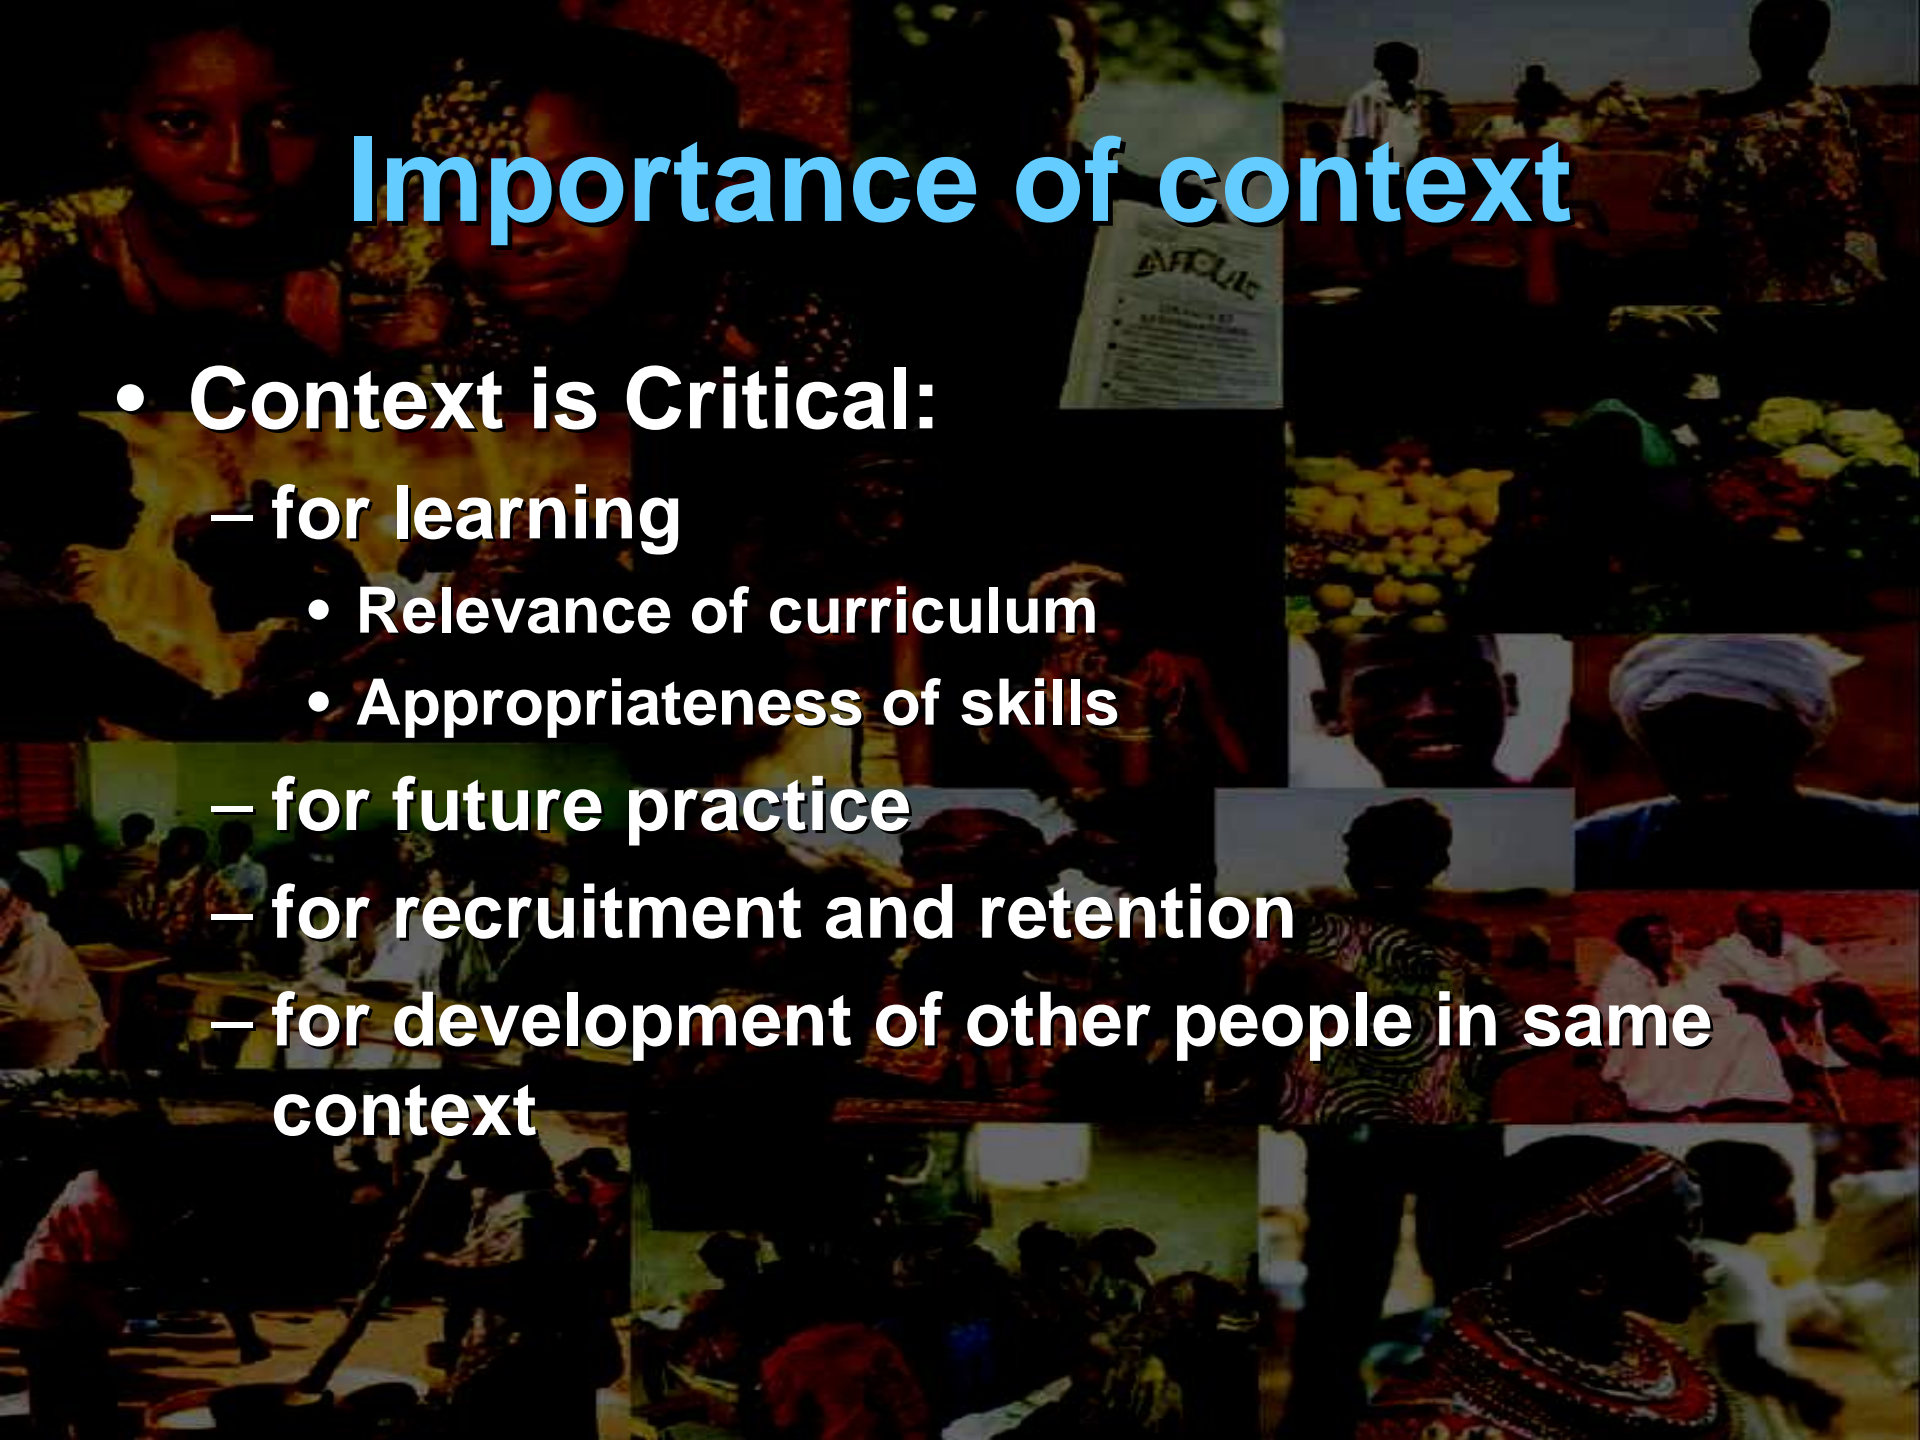 Importance of context
• Context is Critical:
– for learning
• Relevance of curriculum
• Appropriateness of skills
– for future practice
– for recruitment and retention
– for development of other people in same
context